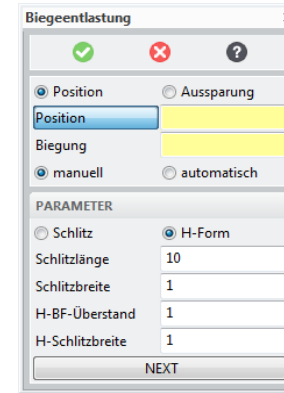 Biegeentlastung
Position Aussparung
Position
Biegung
manuell automatisch
PARAMETER
Schlitz H-Form
Schlitzlänge 10
Schlitzbreite 1
H-BF-Überstand 1
H-Schlitzbreite 1
NEXT